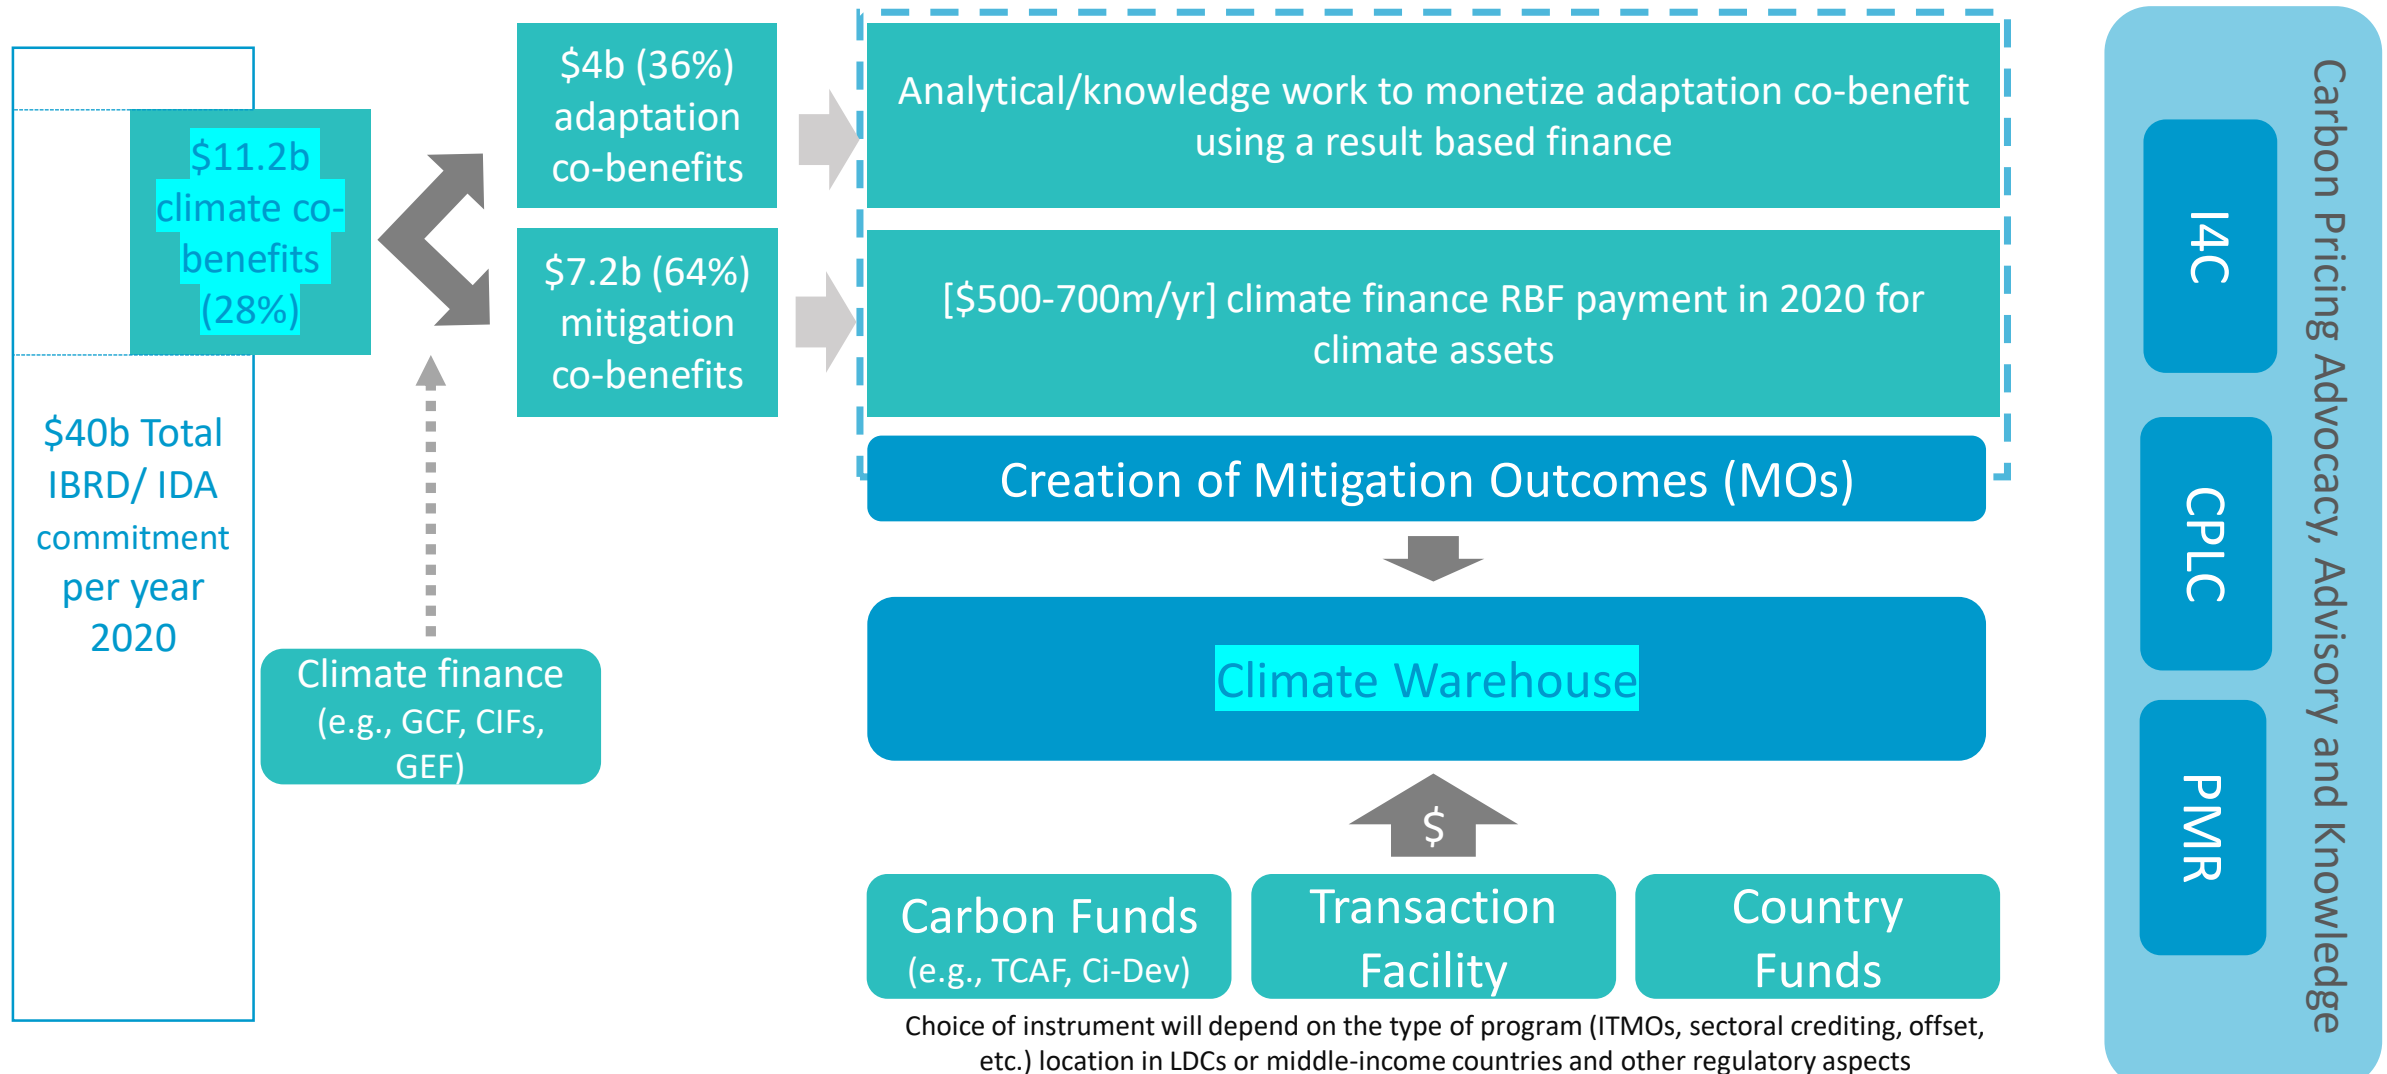 $40b Total
IBRD/ IDA
commitment
per year
2020
$11.2b
climate co-
benefits
(28%)
Climate finance
(e.g., GCF, CIFs,
GEF)
$4b (36%)
adaptation
co-benefits
$7.2b (64%)
mitigation
co-benefits
Analytical/knowledge work to monetize adaptation co-benefit
using a result based finance
[$500-700m/yr] climate finance RBF payment in 2020 for
climate assets
Creation of Mitigation Outcomes (MOs)
Climate Warehouse
$
Carbon Funds
(e.g., TCAF, Ci-Dev)
Transaction
Facility
Country
Funds
Choice of instrument will depend on the type of program (ITMOs, sectoral crediting, offset,
etc.) location in LDCs or middle-income countries and other regulatory aspects
Carbon Pricing Advocacy, Advisory and Knowledge
I4C
CPLC
PMR